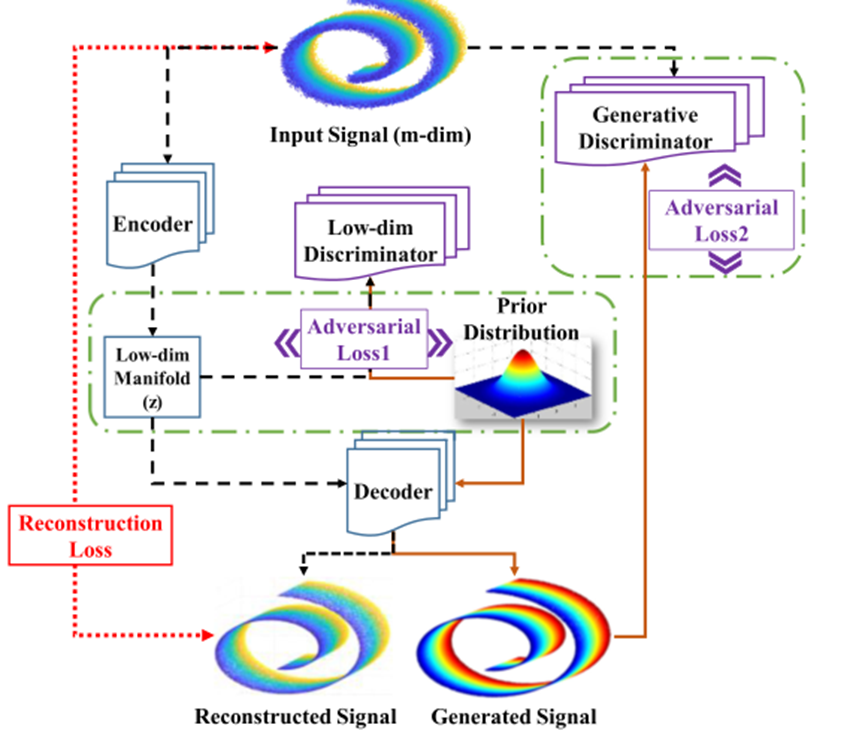 Input Signal (m-dim)
Generative
Discriminator
Encoder
Low-dim
Discriminator
Adversarial
Loss2
Prior
Distribution
Adversarial
Loss1
Low-dim
Manifold
(z)
Decoder
Reconstruction
Loss
Reconstructed Signal
Generated Signal